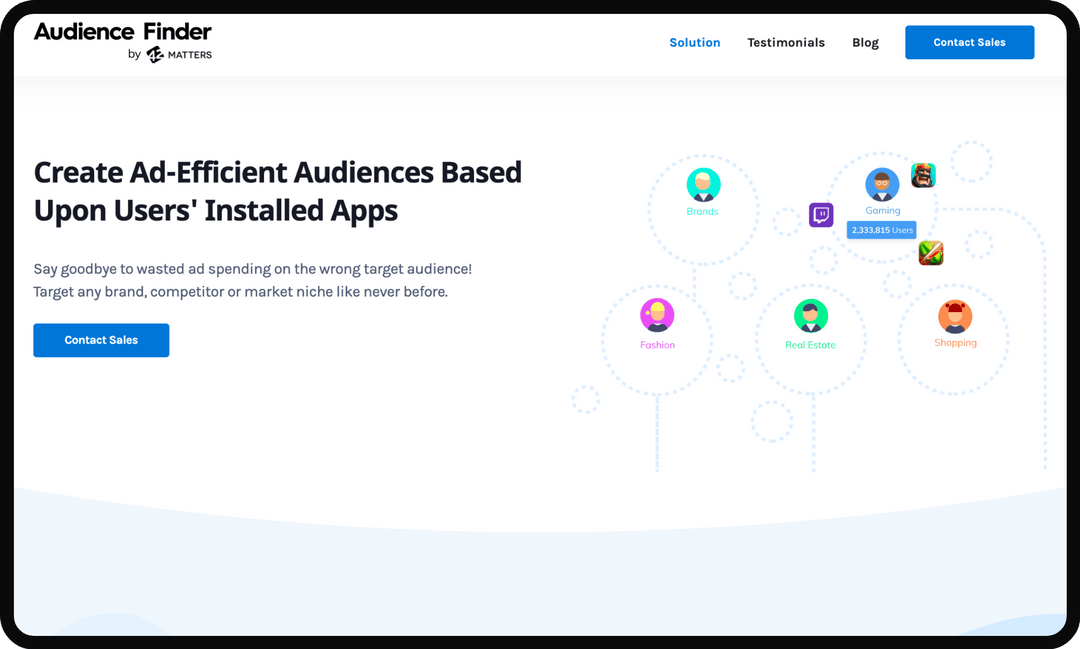 Audience Finder
by 42 MATTERS
Solution
Testimonials
Blog
Contact Sales
Create Ad-Efficient Audiences Based
Upon Users' Installed Apps
Say goodbye to wasted ad spending on the wrong target audience!
Target any brand, competitor or market niche like never before.
Contact Sales
Brands
Gaming
2,333,815 Users
Fashion
Real Estate
Shopping